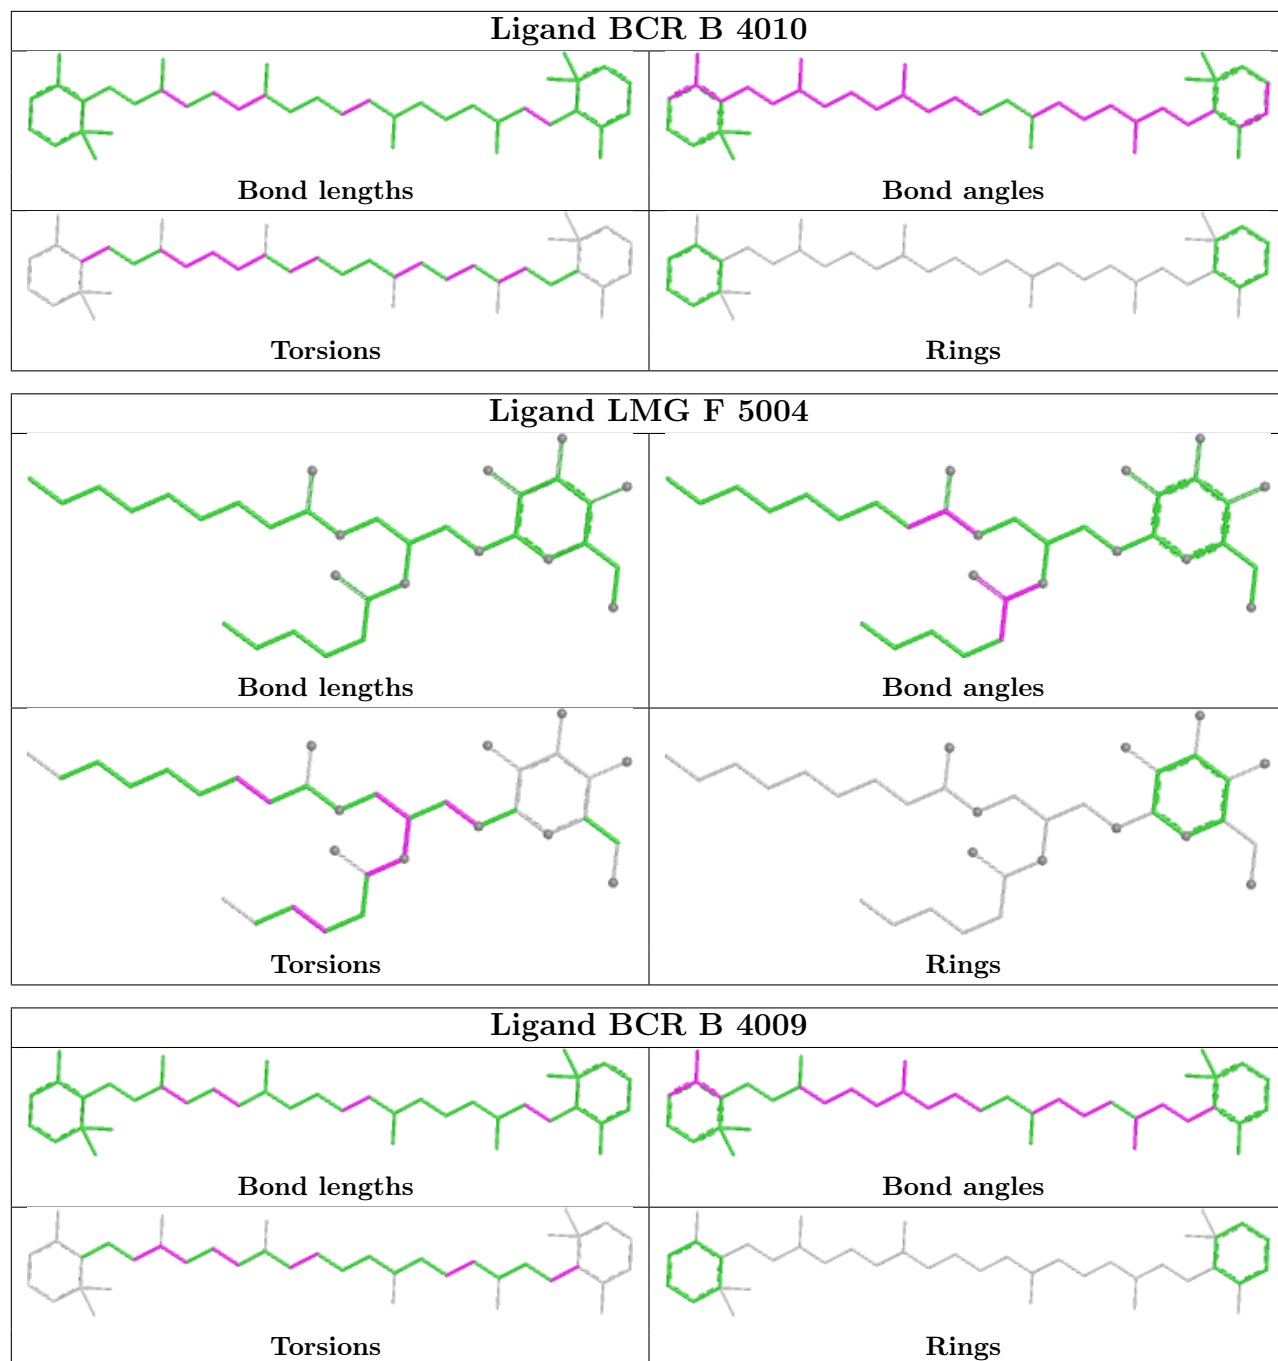 Ligand BCR B 4010
Bond lengths
Bond angles
Torsions
Rings
Ligand LMG F 5004
Bond lengths
Bond angles
Torsions
Rings
Ligand BCR B 4009
Bond lengths
Bond angles
Torsions
Rings